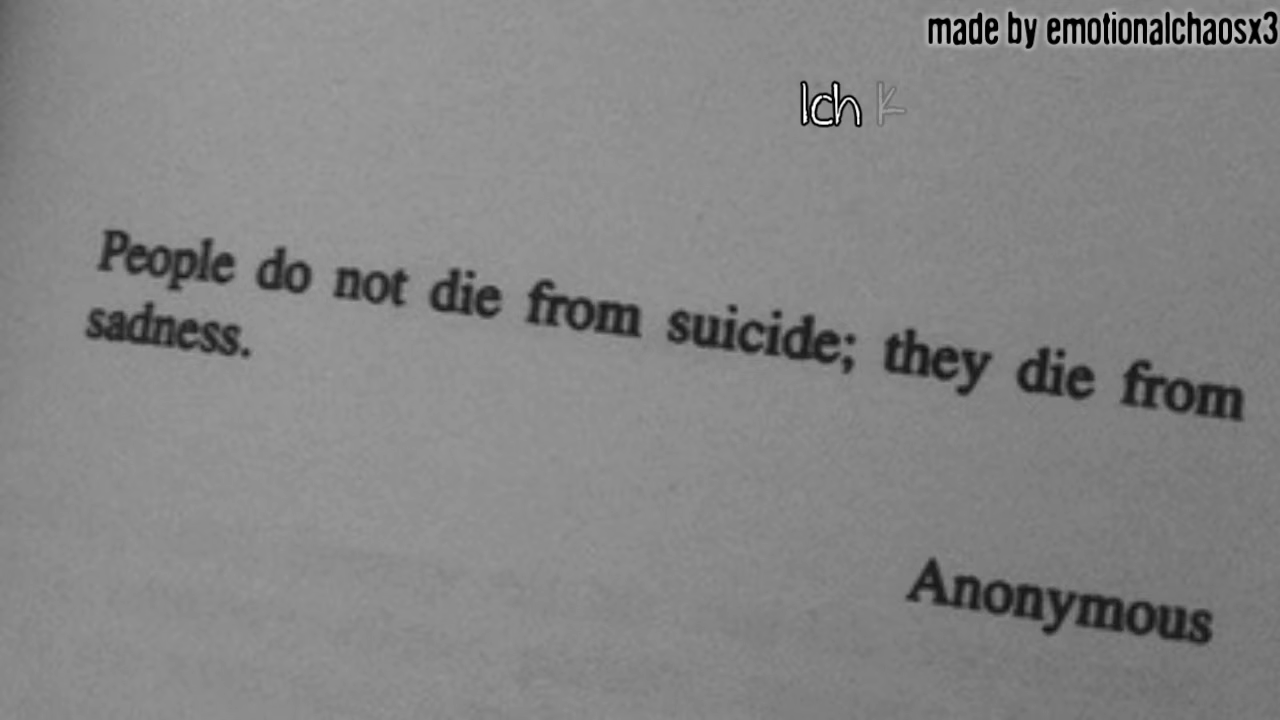 made by emotionalchaosx3
Ich k
People do not die from suicide; they die from
sadness.
Anonymous